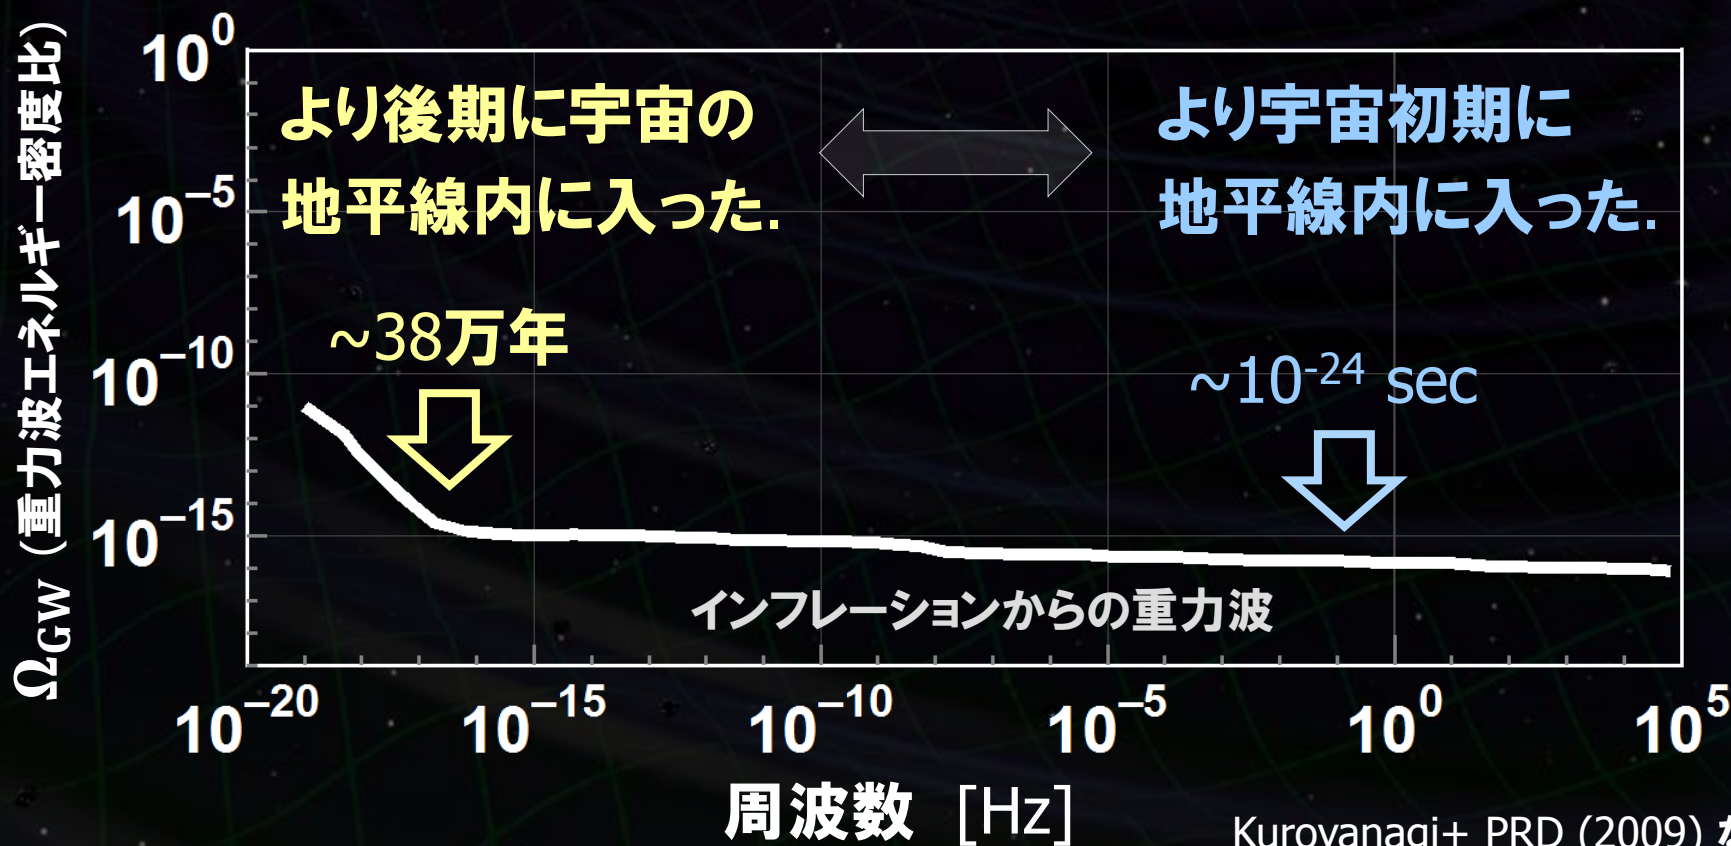 Ω_GW (重力波エネルギー密度比)
10^0
10^−5
10^−10
10^−15
より後期に宇宙の
地平線内に入った.
より宇宙初期に
地平線内に入った.
~38万年
~10^-24 sec
インフレーションからの重力波
10^−20 10^−15 10^−10 10^−5 10^0 10^5
周波数 [Hz]
Kuroyanagi+ PRD (2009)